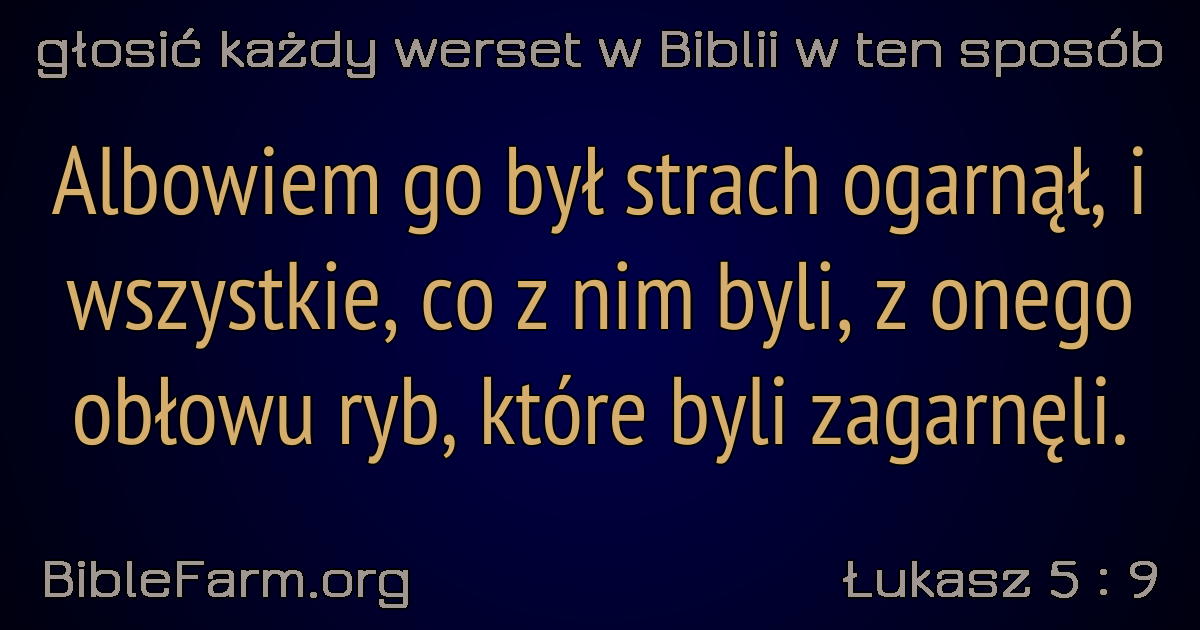 głosić każdy werset w Biblii w ten sposób
Albowiem go był strach ogarnął, i
wszystkie, co z nim byli, z onego
obłowu ryb, które byli zagarnęli.
BibleFarm.org
Łukasz 5 : 9